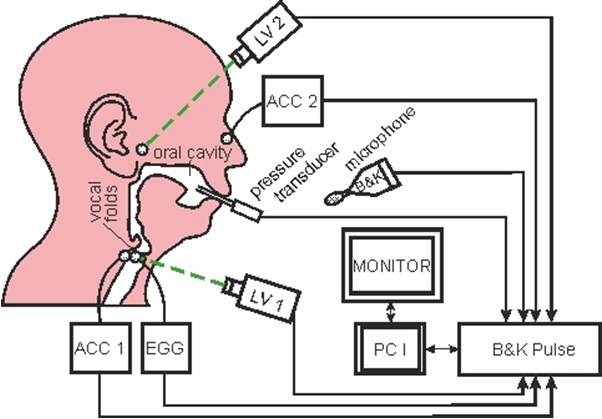 LV 2
ACC 2
oral cavity
pressure
transducer
microphone
B&K
vocal
folds
MONITOR
LV 1
ACC 1
EGG
PC I
B&K Pulse